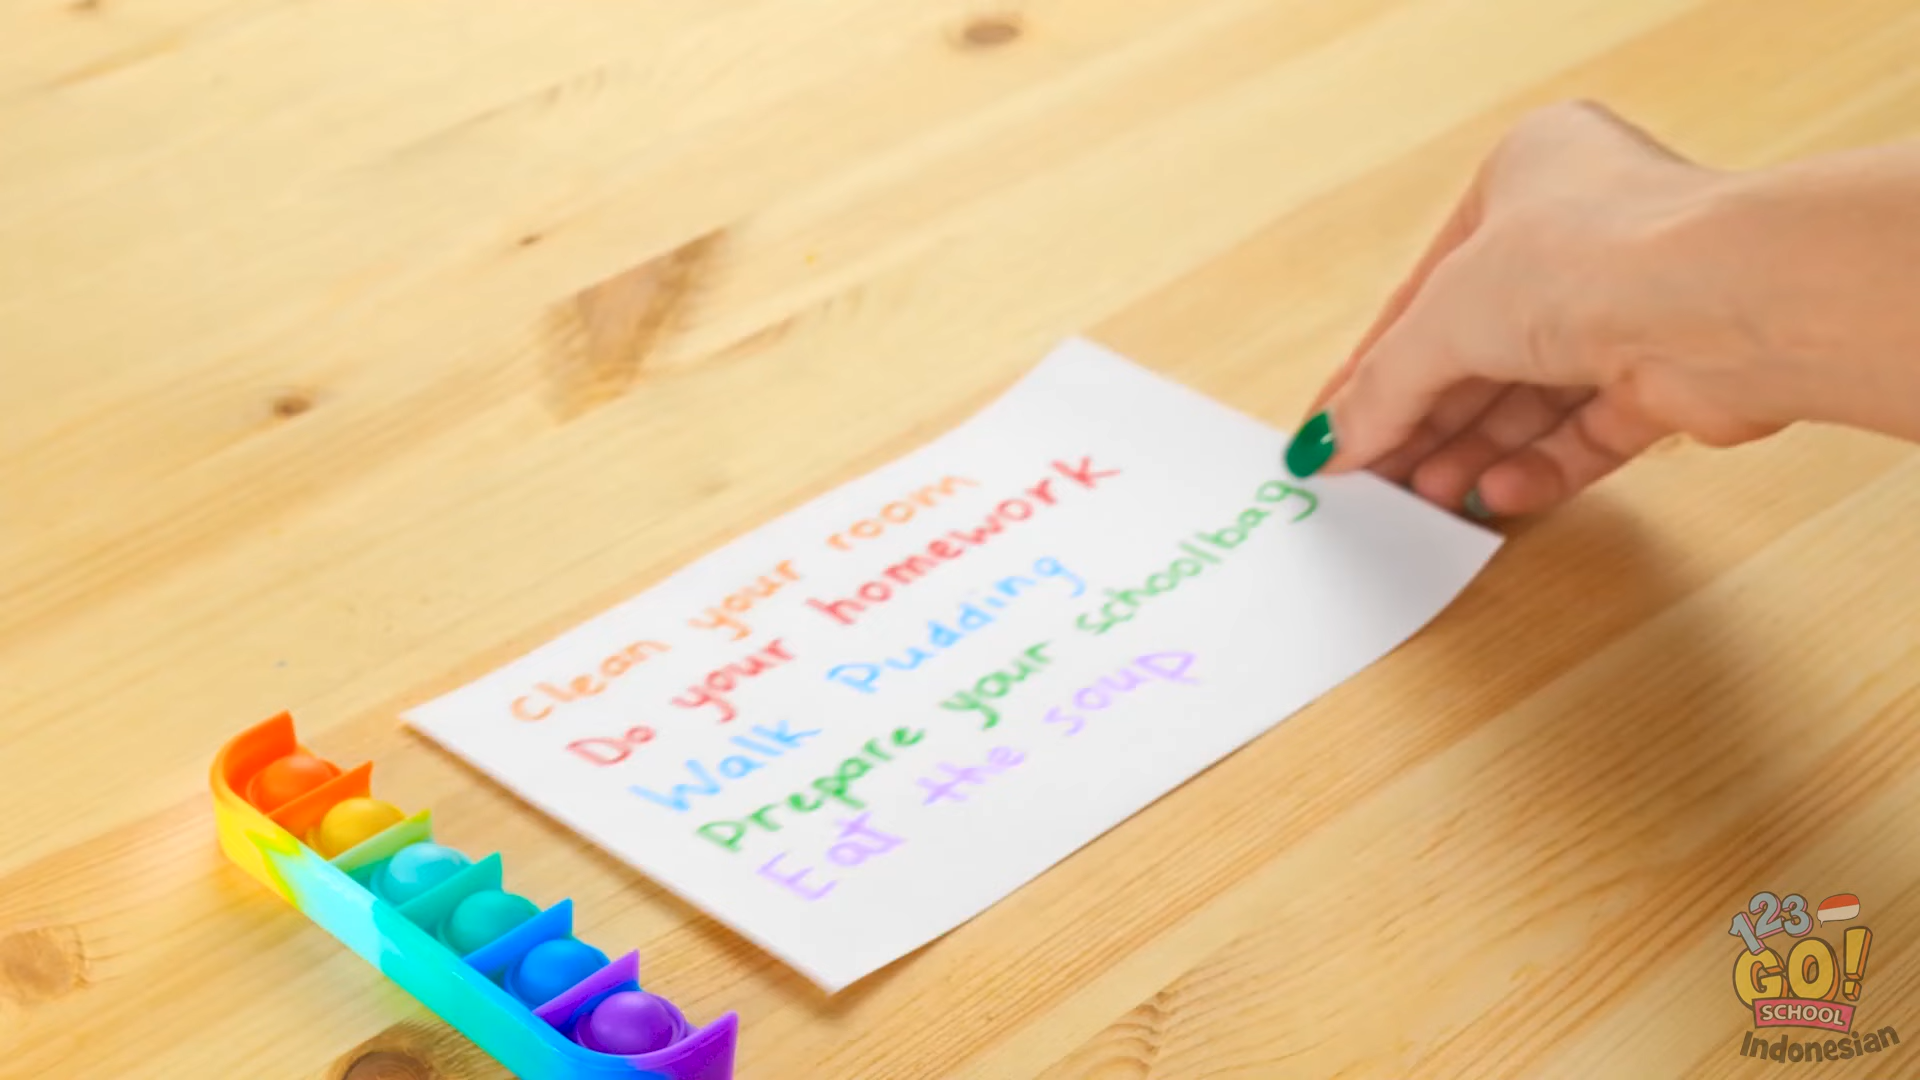 Clean your room
Do your homework
Walk Pudding
Prepare your schoolbag
Eat the soup
123
GO!
SCHOOL
Indonesian